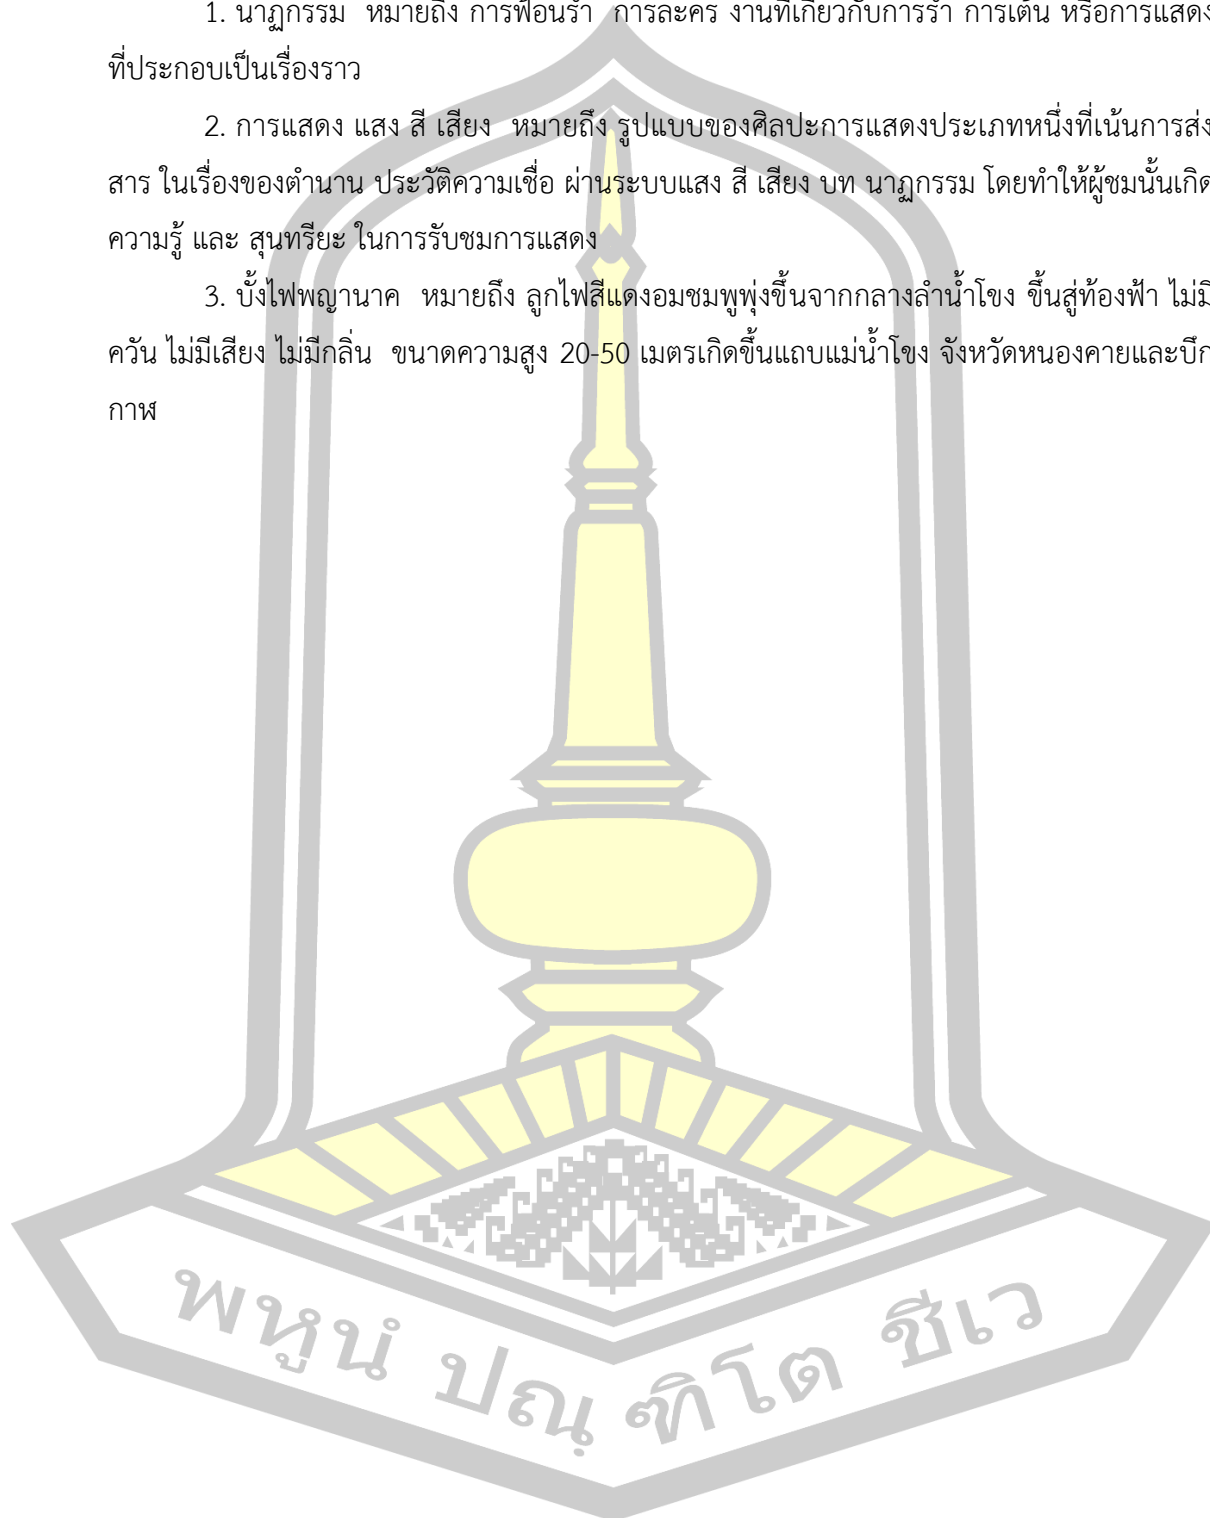 1. นาฏกรรม  หมายถึง การฟ้อนรำ  การละคร งานที่เกี่ยวกับการรำ การเต้น หรือการแสดง
ที่ประกอบเป็นเรื่องราว
2. การแสดง แสง สี เสียง  หมายถึง รูปแบบของศิลปะการแสดงประเภทหนึ่งที่เน้นการส่ง
สาร ในเรื่องของตำนาน ประวัติความเชื่อ ผ่านระบบแสง สี เสียง บท นาฏกรรม โดยทำให้ผู้ชมนั้นเกิด
ความรู้ และ สุนทรียะ ในการรับชมการแสดง
3. บั้งไฟพญานาค  หมายถึง ลูกไฟสีแดงอมชมพูพุ่งขึ้นจากกลางลำน้ำโขง ขึ้นสู่ท้องฟ้า ไม่มี
ควัน ไม่มีเสียง ไม่มีกลิ่น  ขนาดความสูง 20-50 เมตรเกิดขึ้นแถบแม่น้ำโขง จังหวัดหนองคายและบึก
กาฬ
พหูนํ ปณฺฑิโต ชีเว